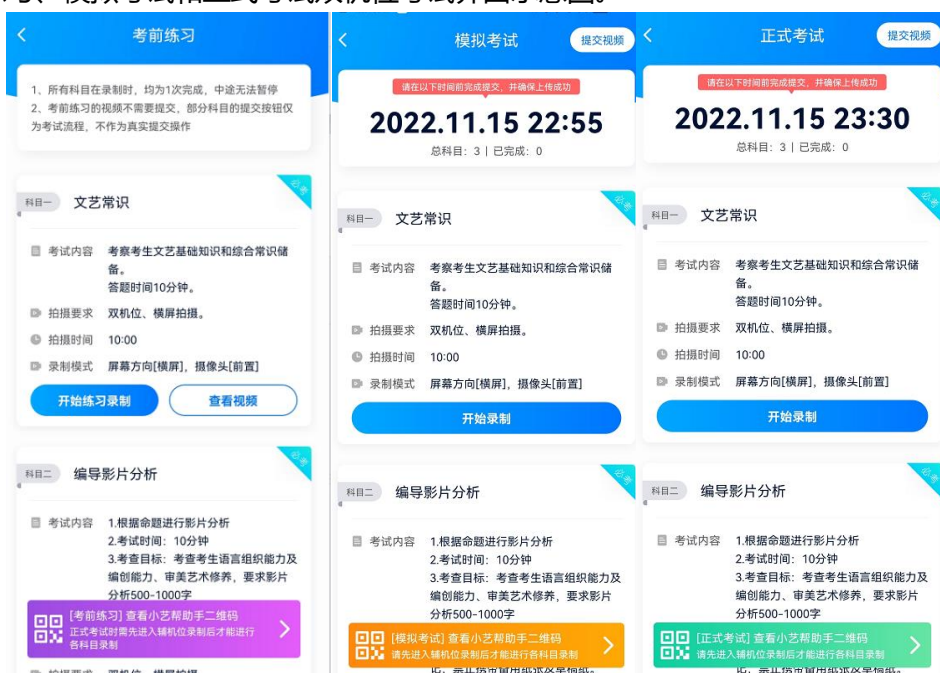 考前练习
1、所有科目在录制时，均为1次完成，中途无法暂停
2、考前练习的视频不需要提交，部分科目的提交按钮仅
为考试流程，不作为真实提交操作
必考
科目一 文艺常识
考试内容 考察考生文艺基础知识和综合常识储
备。
答题时间10分钟。
拍摄要求 双机位、横屏拍摄。
拍摄时间 10:00
录制模式 屏幕方向[横屏]，摄像头[前置]
开始练习录制 查看视频
必考
科目二 编导影片分析
考试内容 1.根据命题进行影片分析
2.考试时间：10分钟
3.考查目标：考查考生语言组织能力及
编创能力、审美艺术修养，要求影片
分析500-1000字
[考前练习] 查看小艺帮助手二维码
正式考试时需先进入辅机位录制后才能进行
各科目录制
模拟考试 提交视频
请在以下时间前完成提交，并确保上传成功
2022.11.15 22:55
总科目：3 | 已完成：0
必考
科目一 文艺常识
考试内容 考察考生文艺基础知识和综合常识储
备。
答题时间10分钟。
拍摄要求 双机位、横屏拍摄。
拍摄时间 10:00
录制模式 屏幕方向[横屏]，摄像头[前置]
开始录制
必考
科目二 编导影片分析
考试内容 1.根据命题进行影片分析
2.考试时间：10分钟
3.考查目标：考查考生语言组织能力及
编创能力、审美艺术修养，要求影片
分析500-1000字
[模拟考试] 查看小艺帮助手二维码
请先进入辅机位录制后才能进行各科目录制
正式考试 提交视频
请在以下时间前完成提交，并确保上传成功
2022.11.15 23:30
总科目：3 | 已完成：0
必考
科目一 文艺常识
考试内容 考察考生文艺基础知识和综合常识储
备。
答题时间10分钟。
拍摄要求 双机位、横屏拍摄。
拍摄时间 10:00
录制模式 屏幕方向[横屏]，摄像头[前置]
开始录制
必考
科目二 编导影片分析
考试内容 1.根据命题进行影片分析
2.考试时间：10分钟
3.考查目标：考查考生语言组织能力及
编创能力、审美艺术修养，要求影片
分析500-1000字
[正式考试] 查看小艺帮助手二维码
请先进入辅机位录制后才能进行各科目录制